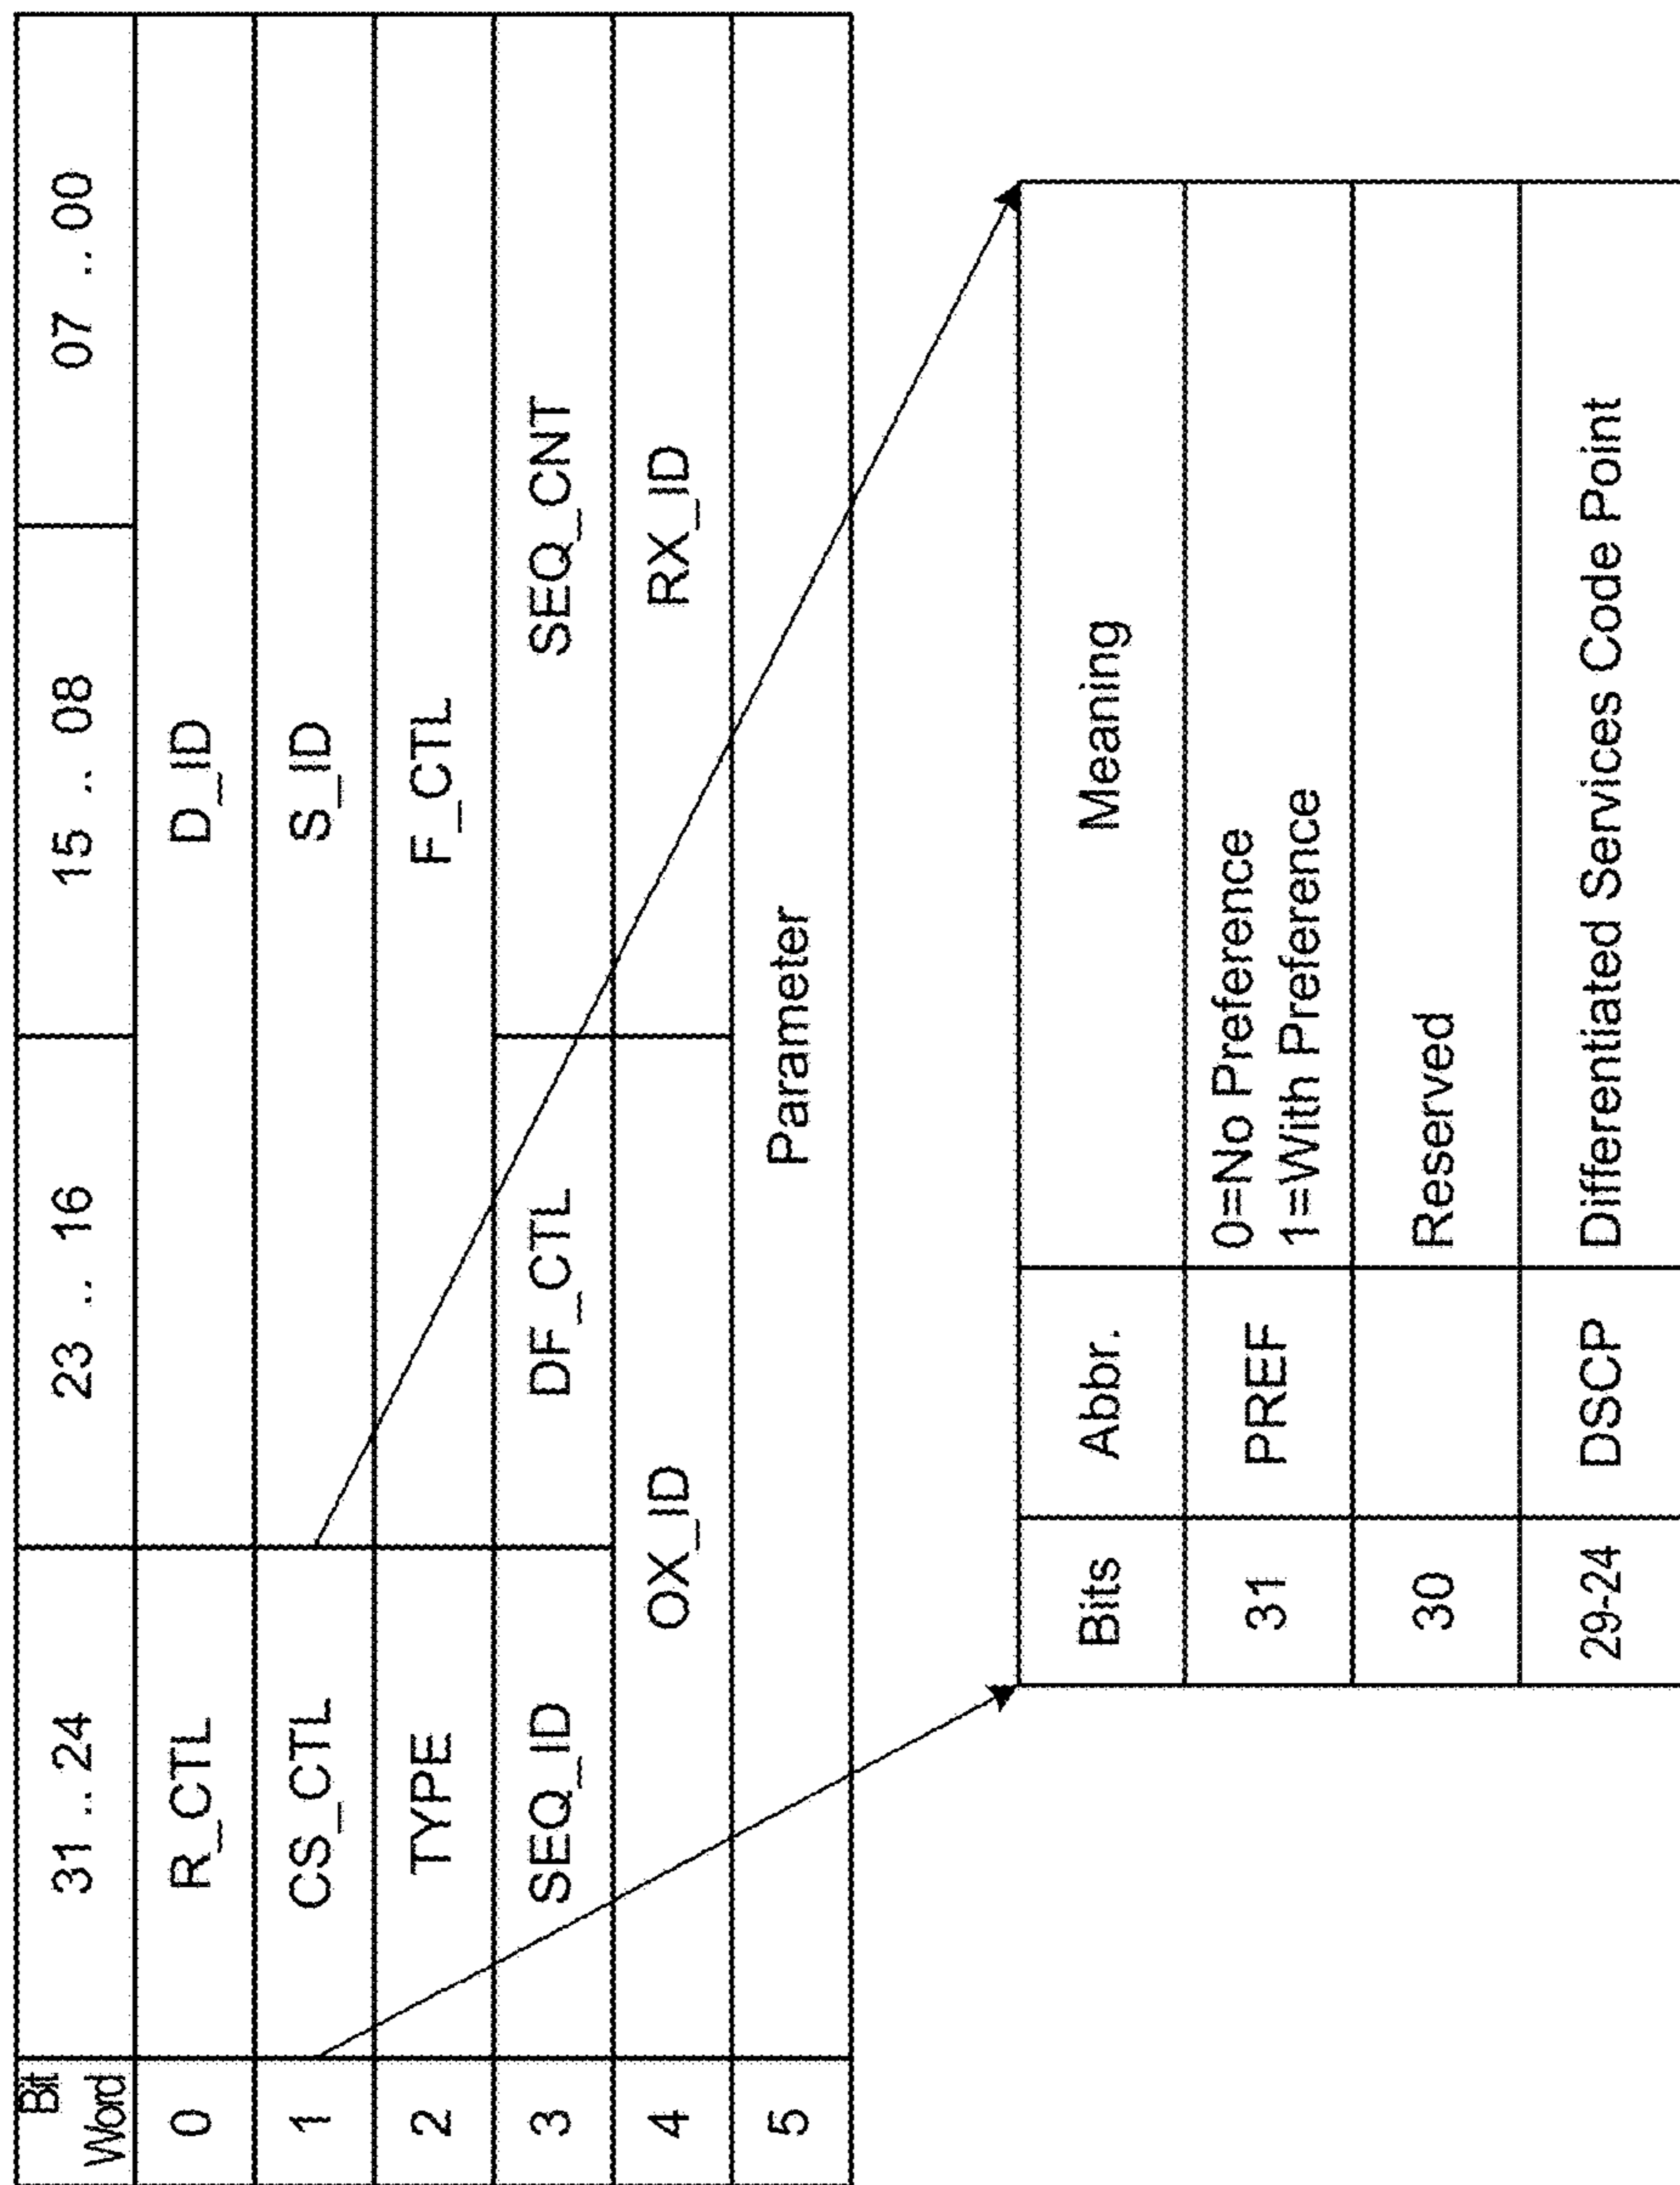 Bit
Word
31 .. 24
23 .. 16
15 .. 08
07 .. 00
0
R_CTL
D_ID
1
CS_CTL
S_ID
2
TYPE
F_CTL
3
SEQ_ID
DF_CTL
SEQ_CNT
4
OX_ID
RX_ID
5
Parameter
Bits
Abbr.
Meaning
31
PREF
0=No Preference
1=With Preference
30
Reserved
29-24
DSCP
Differentiated Services Code Point